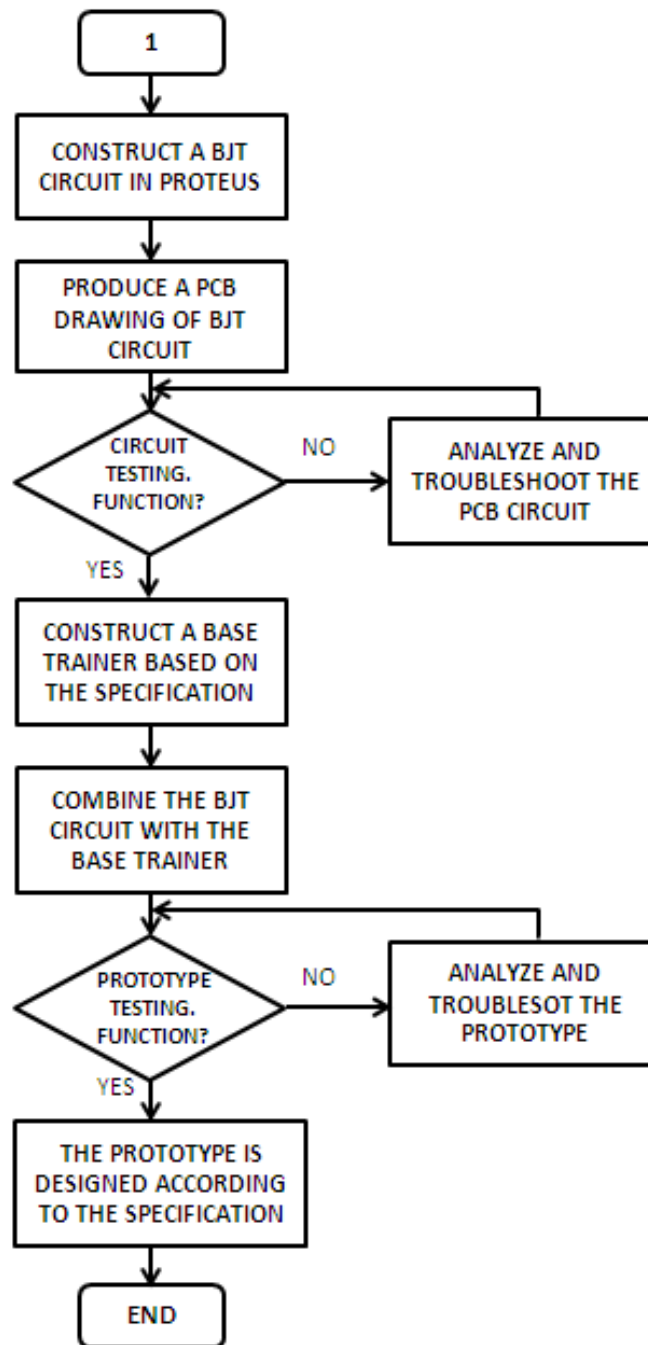 1
CONSTRUCT A BJT
CIRCUIT IN PROTEUS
PRODUCE A PCB
DRAWING OF BJT
CIRCUIT
CIRCUIT
TESTING.
FUNCTION?
NO
ANALYZE AND
TROUBLESHOOT THE
PCB CIRCUIT
YES
CONSTRUCT A BASE
TRAINER BASED ON
THE SPECIFICATION
COMBINE THE BJT
CIRCUIT WITH THE
BASE TRAINER
PROTOTYPE
TESTING.
FUNCTION?
NO
ANALYZE AND
TROUBLESOT THE
PROTOTYPE
YES
THE PROTOTYPE IS
DESIGNED ACCORDING
TO THE SPECIFICATION
END